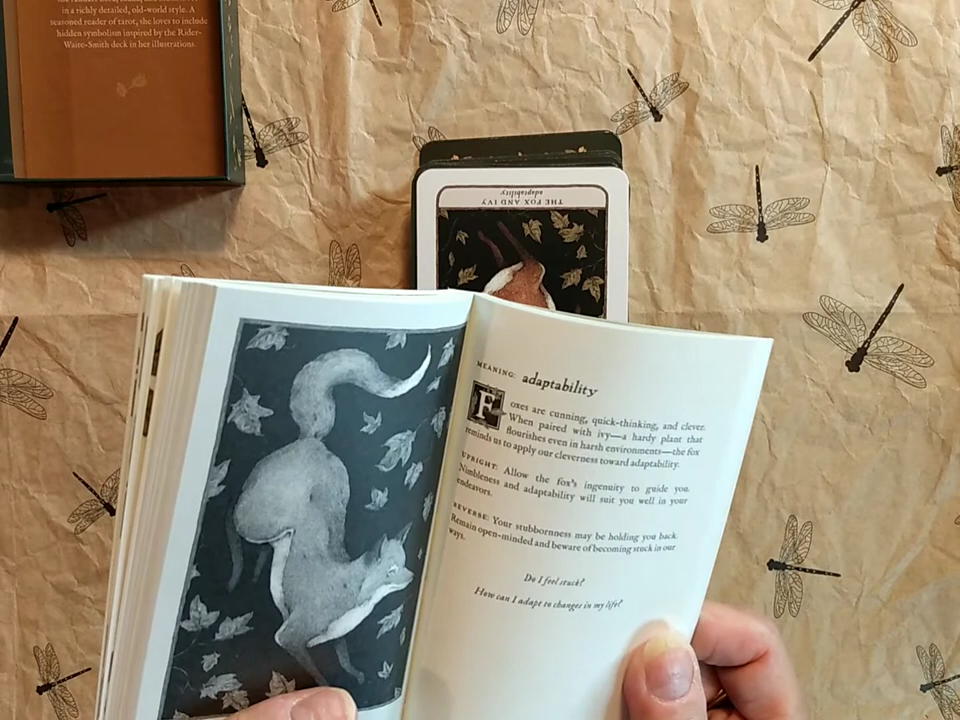 in a richly detailed, old-world style. A
seasoned reader of tarot, she loves to include
hidden symbolism inspired by the Rider-
Waite-Smith deck in her illustrations.
THE FOX AND IVY
adaptability
MEANING: adaptability
Foxes are cunning, quick-thinking, and clever.
When paired with ivy—a hardy plant that
flourishes even in harsh environments—the fox
reminds us to apply our cleverness toward adaptability.
UPRIGHT: Allow the fox's ingenuity to guide you.
Nimbleness and adaptability will suit you well in your
endeavors.
REVERSE: Your stubbornness may be holding you back.
Remain open-minded and beware of becoming stuck in our
ways.
Do I feel stuck?
How can I adapt to changes in my life?